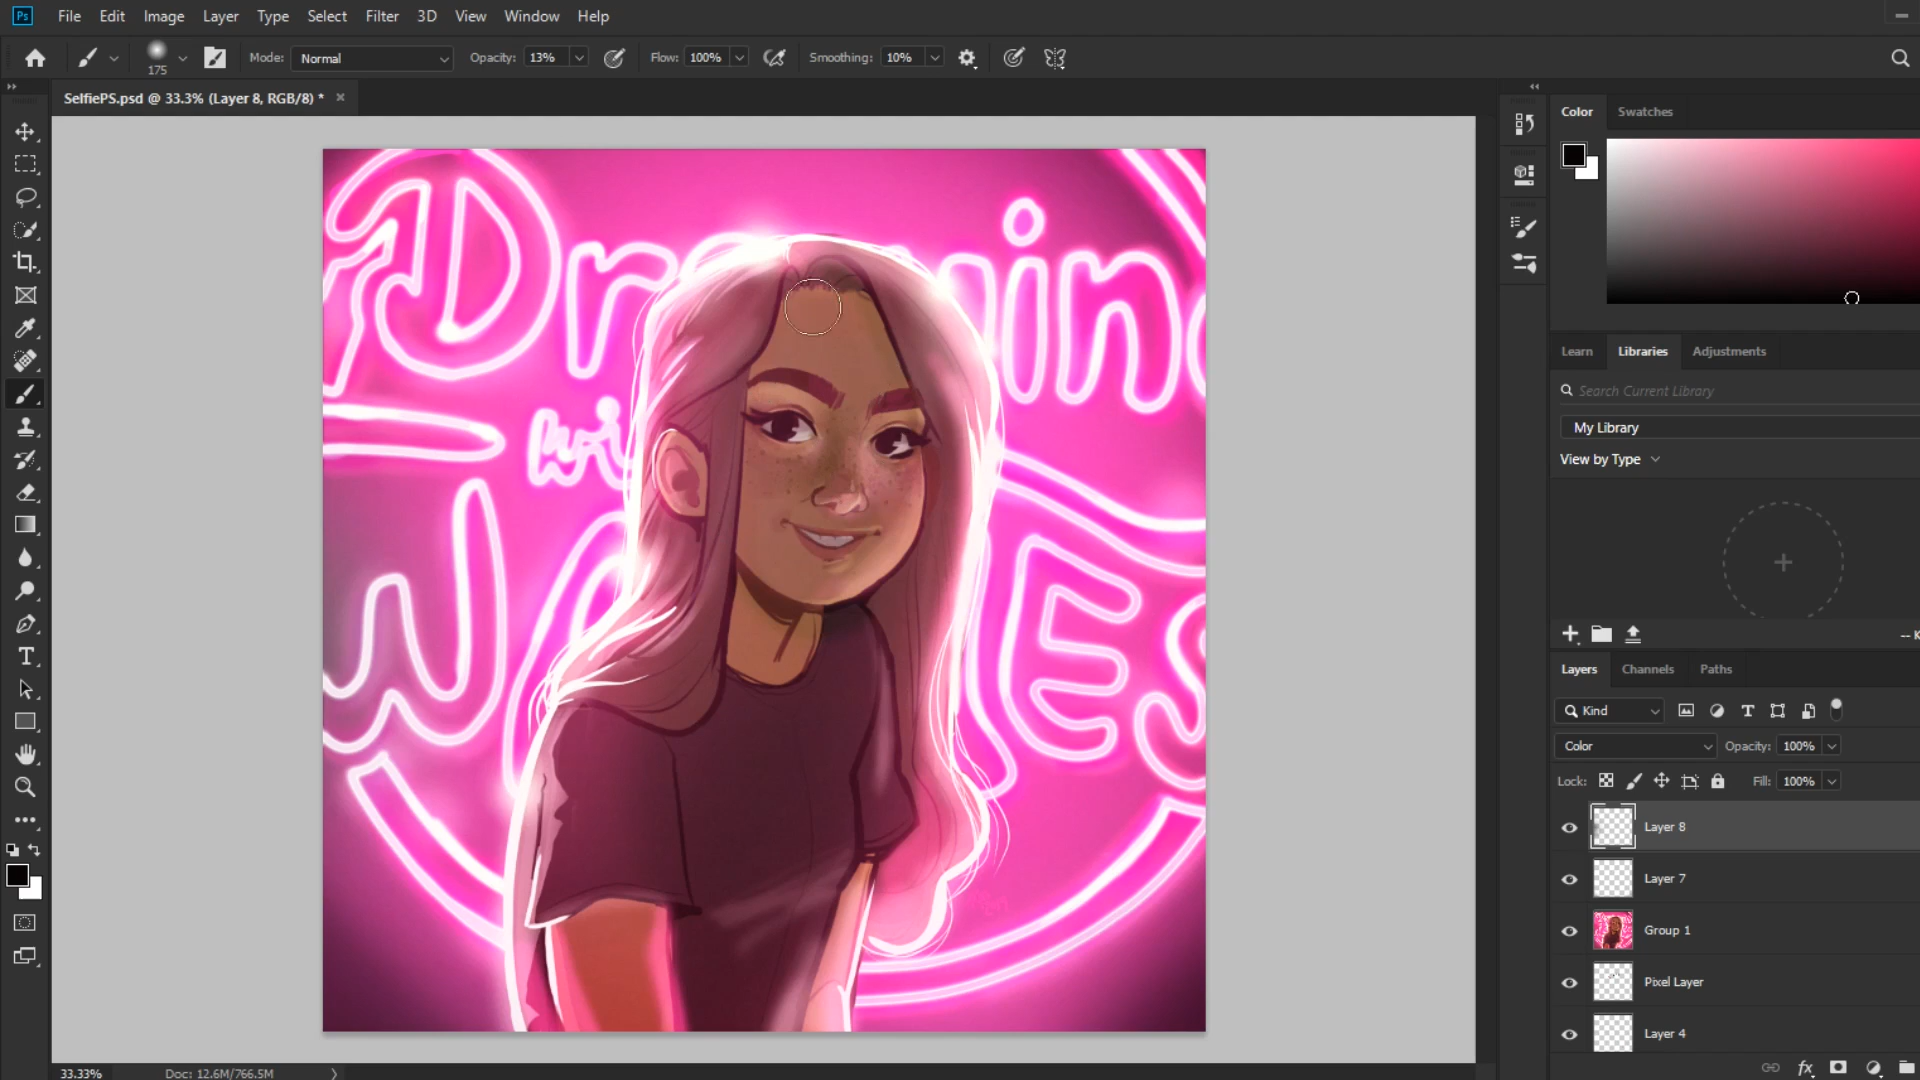 Ps File Edit Image Layer Type Select Filter 3D View Window Help
175 Mode: Normal Opacity: 13% Flow: 100% Smoothing: 10%
SelfiePS.psd @ 33.3% (Layer 8, RGB/8) *
Color Swatches
Learn Libraries Adjustments
Search Current Library
My Library
View by Type
-- K
Layers Channels Paths
Kind
Color Opacity: 100%
Lock: Fill: 100%
Layer 8
Layer 7
Group 1
Pixel Layer
Layer 4
fx
33.33% Doc: 12.6M/766.5M